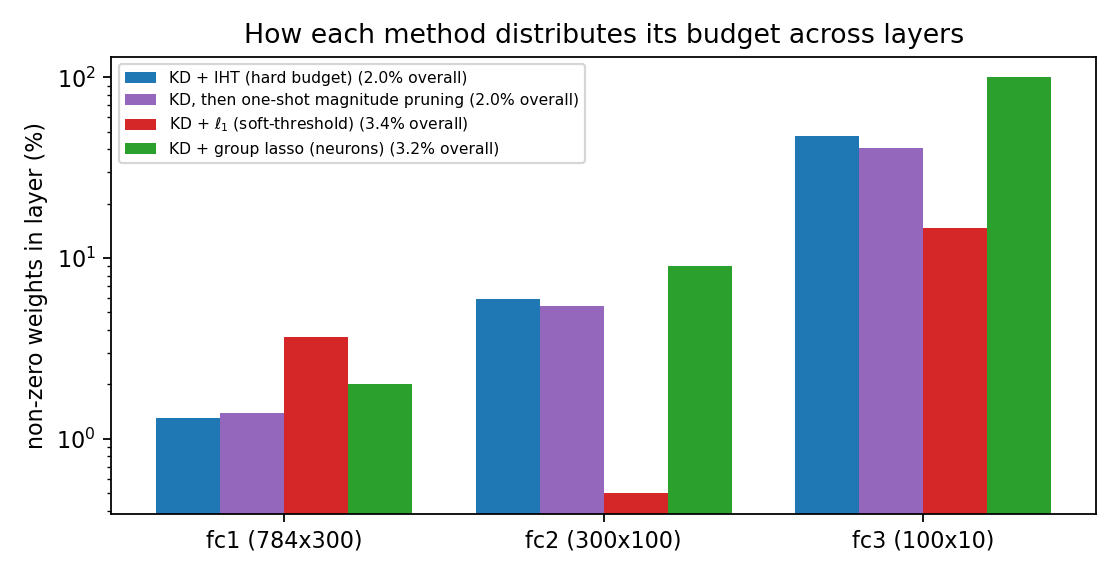 How each method distributes its budget across layers
non-zero weights in layer (%)
10²
10¹
10⁰
KD + IHT (hard budget) (2.0% overall)
KD, then one-shot magnitude pruning (2.0% overall)
KD + ℓ₁ (soft-threshold) (3.4% overall)
KD + group lasso (neurons) (3.2% overall)
fc1 (784x300)
fc2 (300x100)
fc3 (100x10)